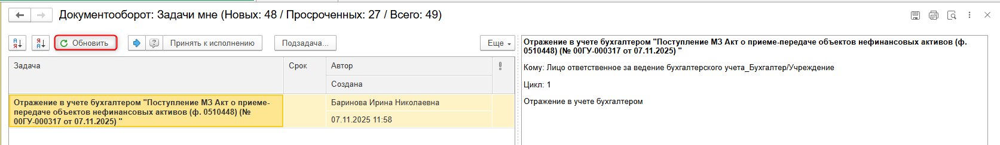 Документооборот: Задачи мне (Новых: 48 / Просроченных: 27 / Всего: 49)
А Я
Я А
Обновить
Принять к исполнению
Подзадача...
Еще
Задача
Срок
Автор
Создана
Отражение в учете бухгалтером "Поступление МЗ Акт о приеме-
передаче объектов нефинансовых активов (ф. 0510448) (№
00ГУ-000317 от 07.11.2025) "
Баринова Ирина Николаевна
07.11.2025 11:58
Отражение в учете бухгалтером "Поступление МЗ Акт о приеме-передаче объектов нефинансовых активов (ф.
0510448) (№ 00ГУ-000317 от 07.11.2025) "
Кому: Лицо ответственное за ведение бухгалтерского учета_Бухгалтер/Учреждение
Цикл: 1
Отражение в учете бухгалтером